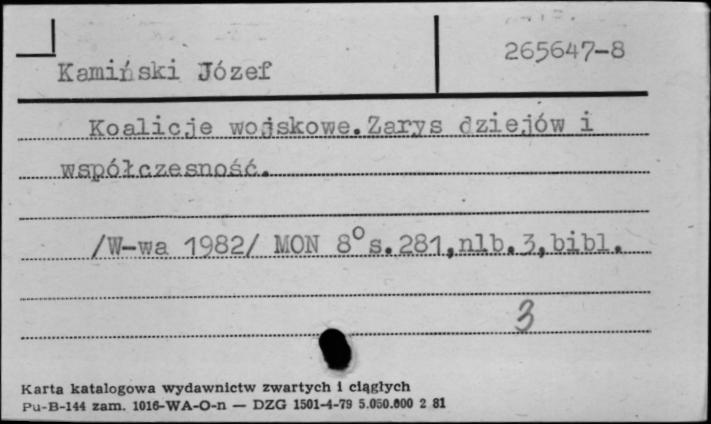 265647-8
Kamiński Józef
Koalicje wojskowe.Zarys dziejów i
współczesność.
/W-wa 1982/ MON 8° s.281,nlb.3,bibl.
3
Karta katalogowa wydawnictw zwartych i ciągłych
Pu-B-144 zam. 1016-WA-O-n — DZG 1501-4-79 5.050.000 2 81